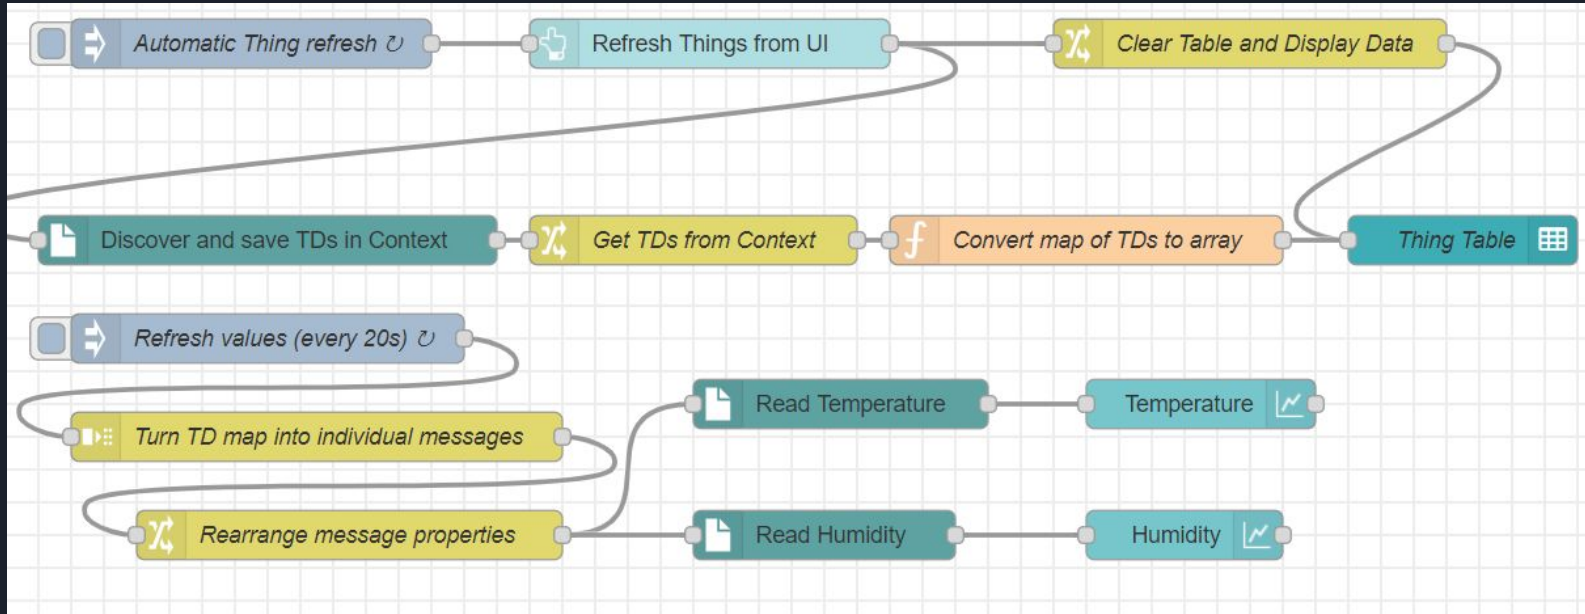 Automatic Thing refresh ↻
Refresh Things from UI
Clear Table and Display Data
Discover and save TDs in Context
Get TDs from Context
Convert map of TDs to array
Thing Table
Refresh values (every 20s) ↻
Read Temperature
Temperature
Turn TD map into individual messages
Rearrange message properties
Read Humidity
Humidity